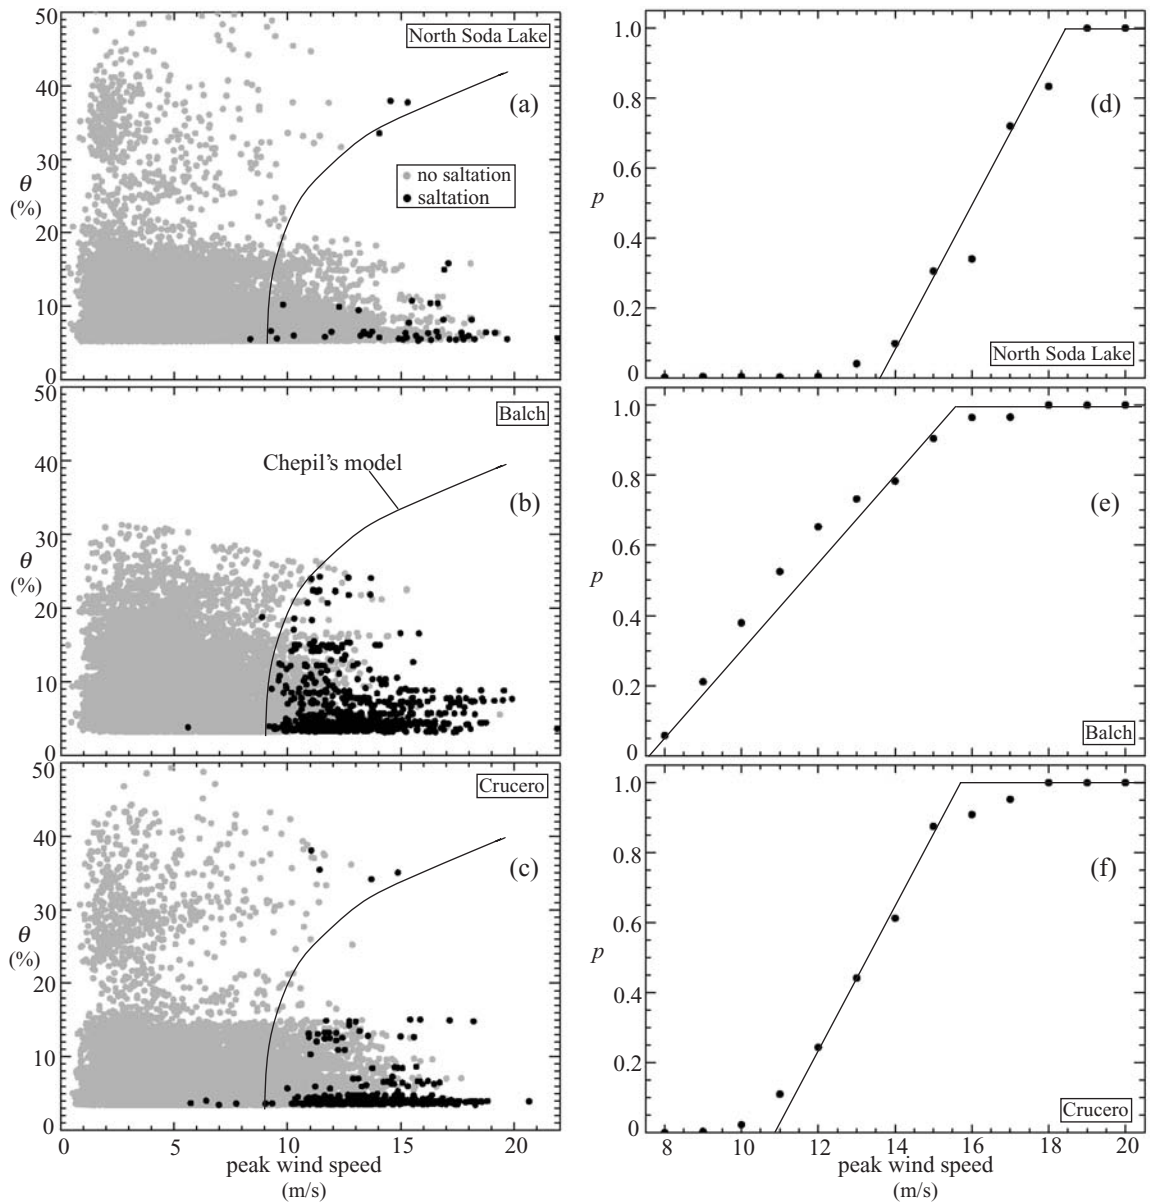 50
40
30
20
10
0
θ
(%)
North Soda Lake
(a)
no saltation
saltation
1.0
0.8
0.6
0.4
0.2
0
p
(d)
North Soda Lake
50
40
30
20
10
0
θ
(%)
Balch
Chepil's model
(b)
1.0
0.8
0.6
0.4
0.2
0
p
(e)
Balch
50
40
30
20
10
0
θ
(%)
Crucero
(c)
0 5 10 15 20
peak wind speed
(m/s)
1.0
0.8
0.6
0.4
0.2
0
p
(f)
Crucero
8 10 12 14 16 18 20
peak wind speed
(m/s)